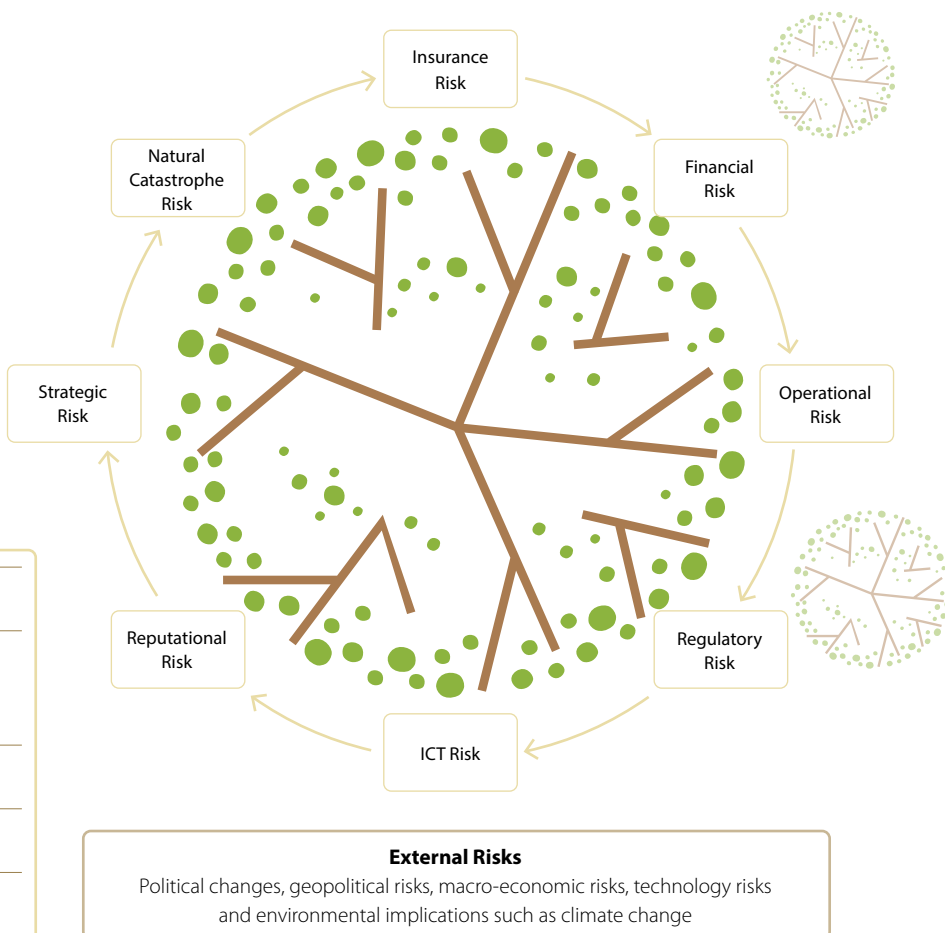 Insurance
Risk
Financial
Risk
Operational
Risk
Regulatory
Risk
ICT Risk
Reputational
Risk
Strategic
Risk
Natural
Catastrophe
Risk
External Risks
Political changes, geopolitical risks, macro-economic risks, technology risks
and environmental implications such as climate change